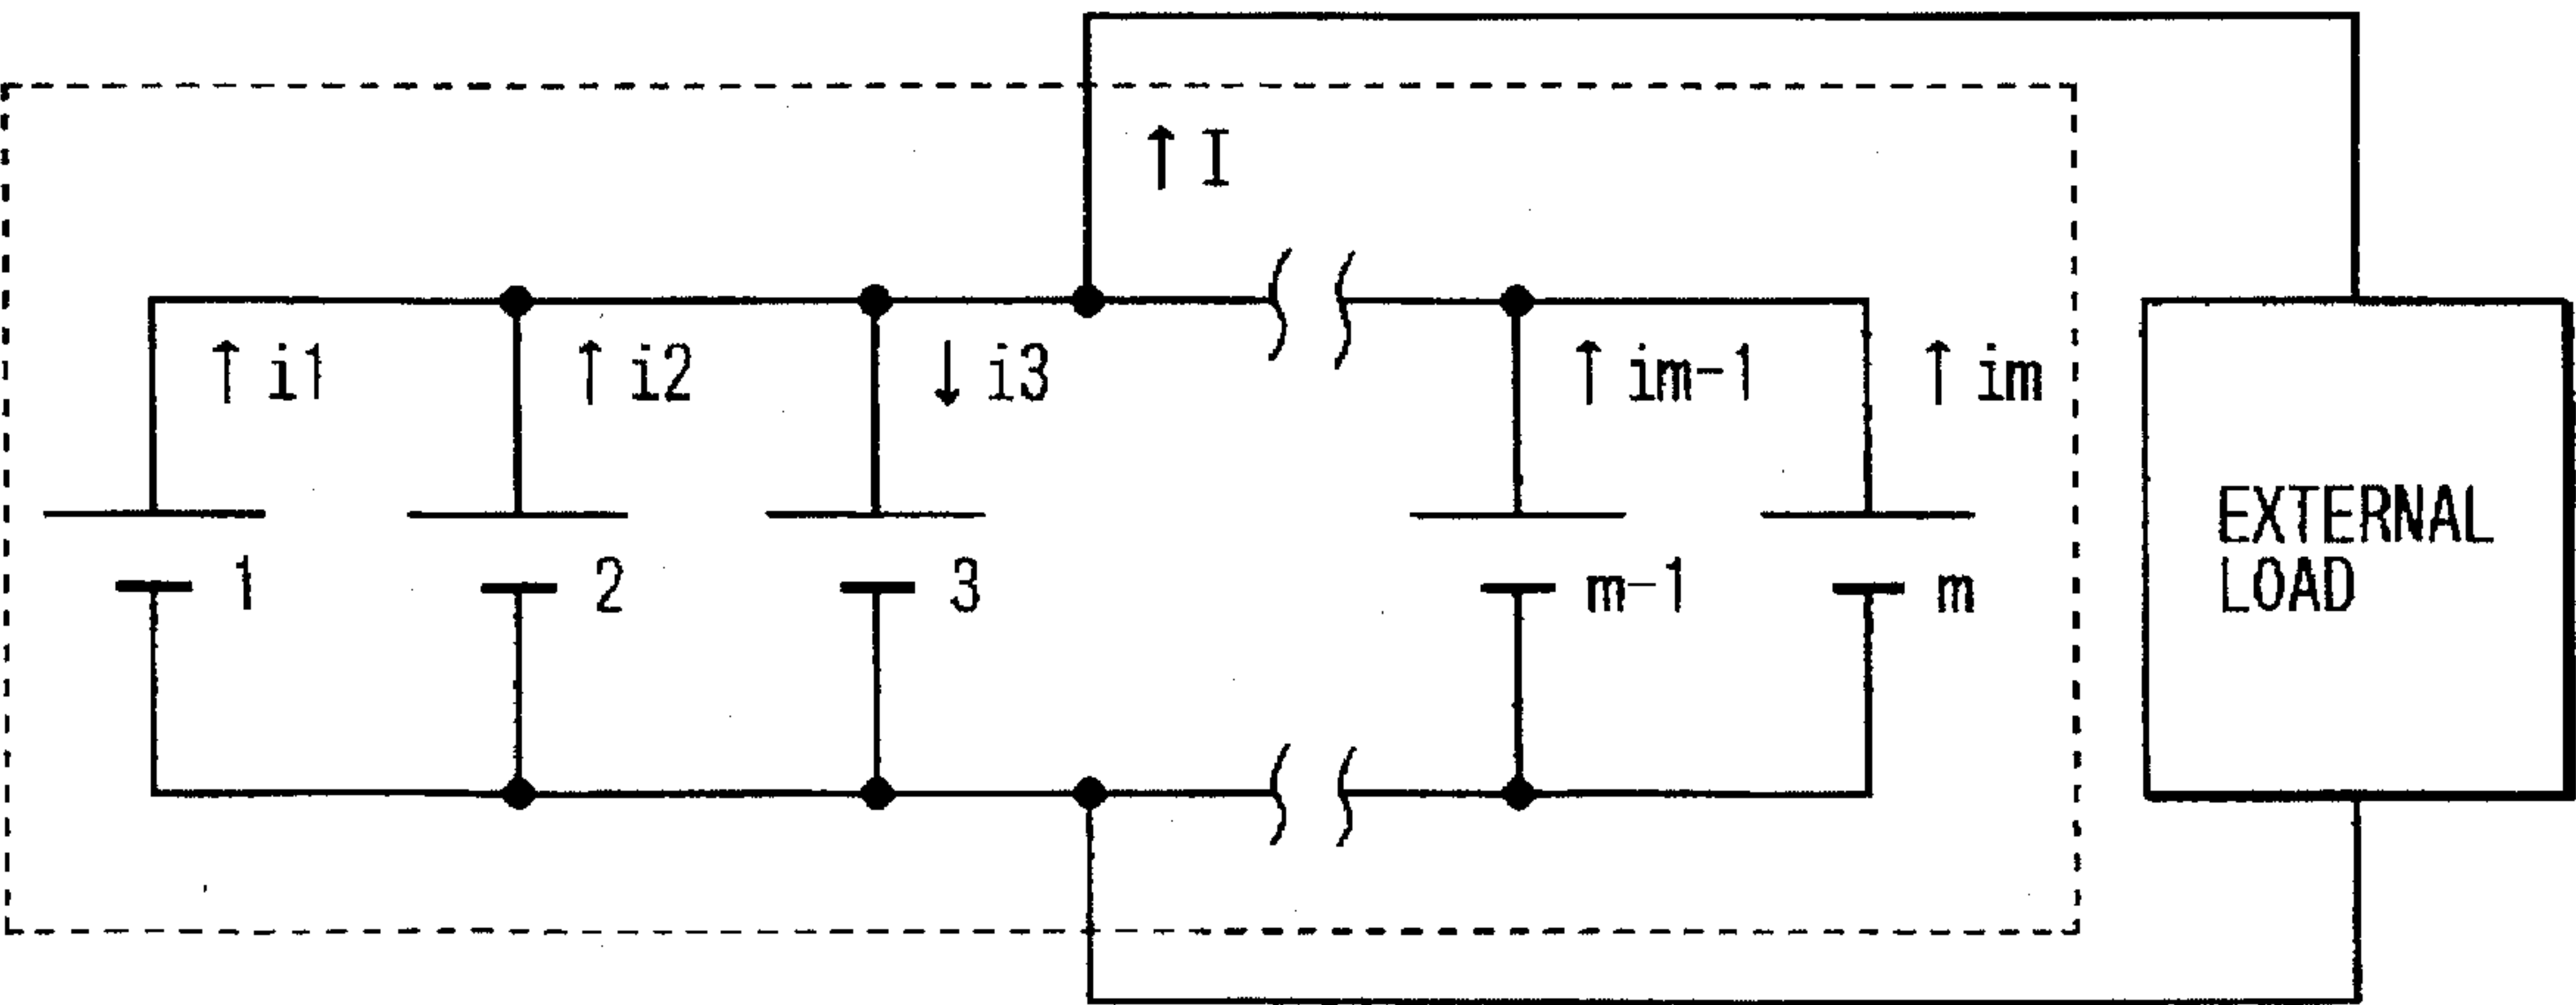 ↑ I
↑ i1
↑ i2
↓ i3
↑ im-1
↑ im
1
2
3
m-1
m
EXTERNAL
LOAD